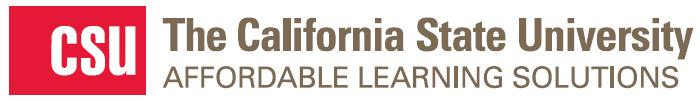 CSU
The California State University
AFFORDABLE LEARNING SOLUTIONS